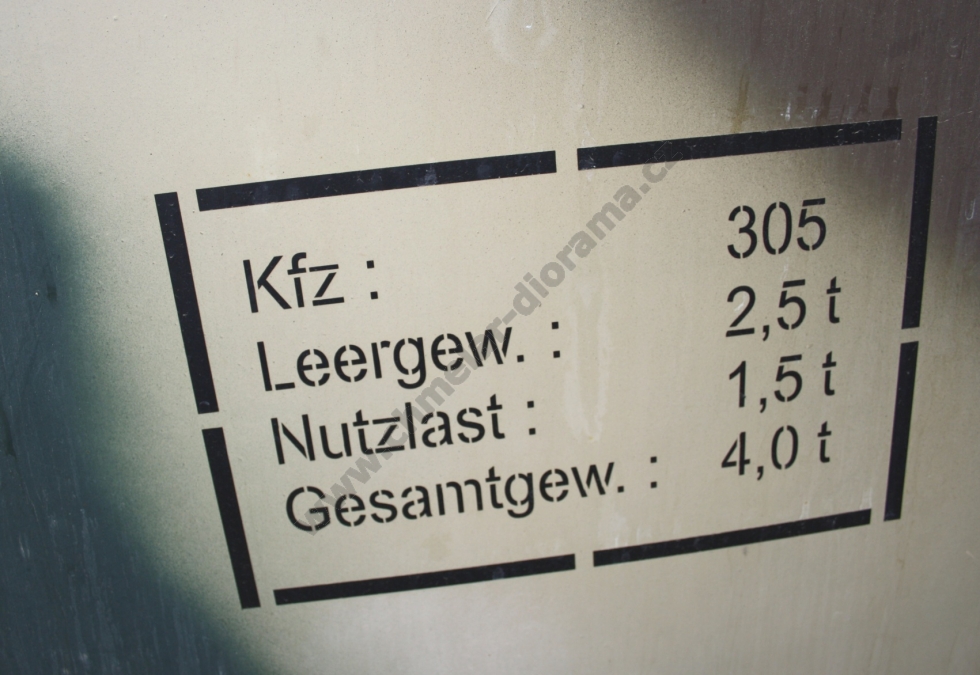 Kfz : 305
Leergew. : 2,5 t
Nutzlast : 1,5 t
Gesamtgew. : 4,0 t